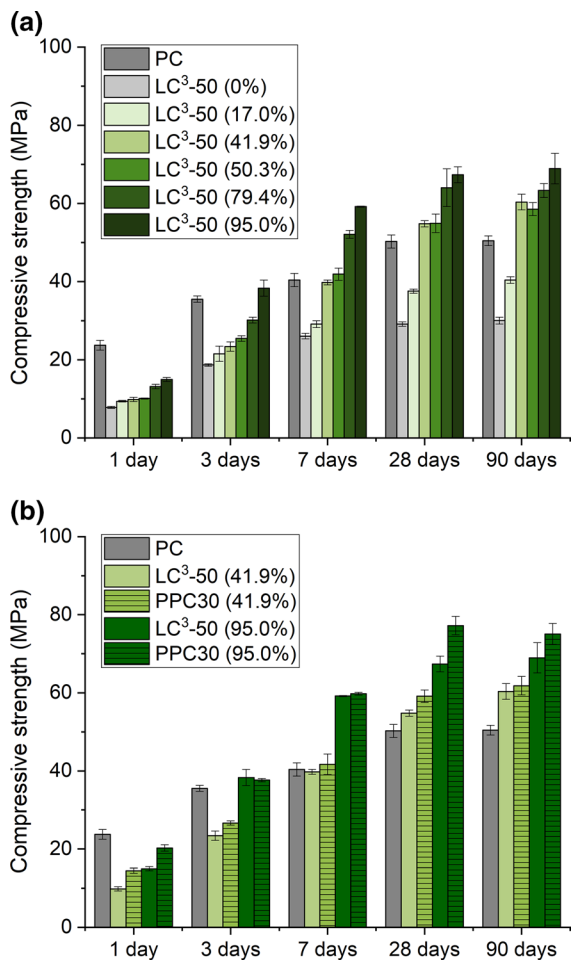 (a)
100
80
60
40
20
0
Compressive strength (MPa)
PC
LC³-50 (0%)
LC³-50 (17.0%)
LC³-50 (41.9%)
LC³-50 (50.3%)
LC³-50 (79.4%)
LC³-50 (95.0%)
1 day 3 days 7 days 28 days 90 days
(b)
100
80
60
40
20
0
Compressive strength (MPa)
PC
LC³-50 (41.9%)
PPC30 (41.9%)
LC³-50 (95.0%)
PPC30 (95.0%)
1 day 3 days 7 days 28 days 90 days